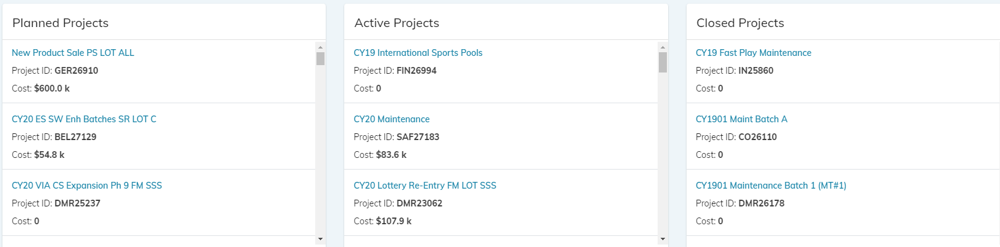 Planned Projects
New Product Sale PS LOT ALL
Project ID: GER26910
Cost: $600.0 k
CY20 ES SW Enh Batches SR LOT C
Project ID: BEL27129
Cost: $54.8 k
CY20 VIA CS Expansion Ph 9 FM SSS
Project ID: DMR25237
Cost: 0
Active Projects
CY19 International Sports Pools
Project ID: FIN26994
Cost: 0
CY20 Maintenance
Project ID: SAF27183
Cost: $83.6 k
CY20 Lottery Re-Entry FM LOT SSS
Project ID: DMR23062
Cost: $107.9 k
Closed Projects
CY19 Fast Play Maintenance
Project ID: IN25860
Cost: 0
CY1901 Maint Batch A
Project ID: CO26110
Cost: 0
CY1901 Maintenance Batch 1 (MT#1)
Project ID: DMR26178
Cost: 0